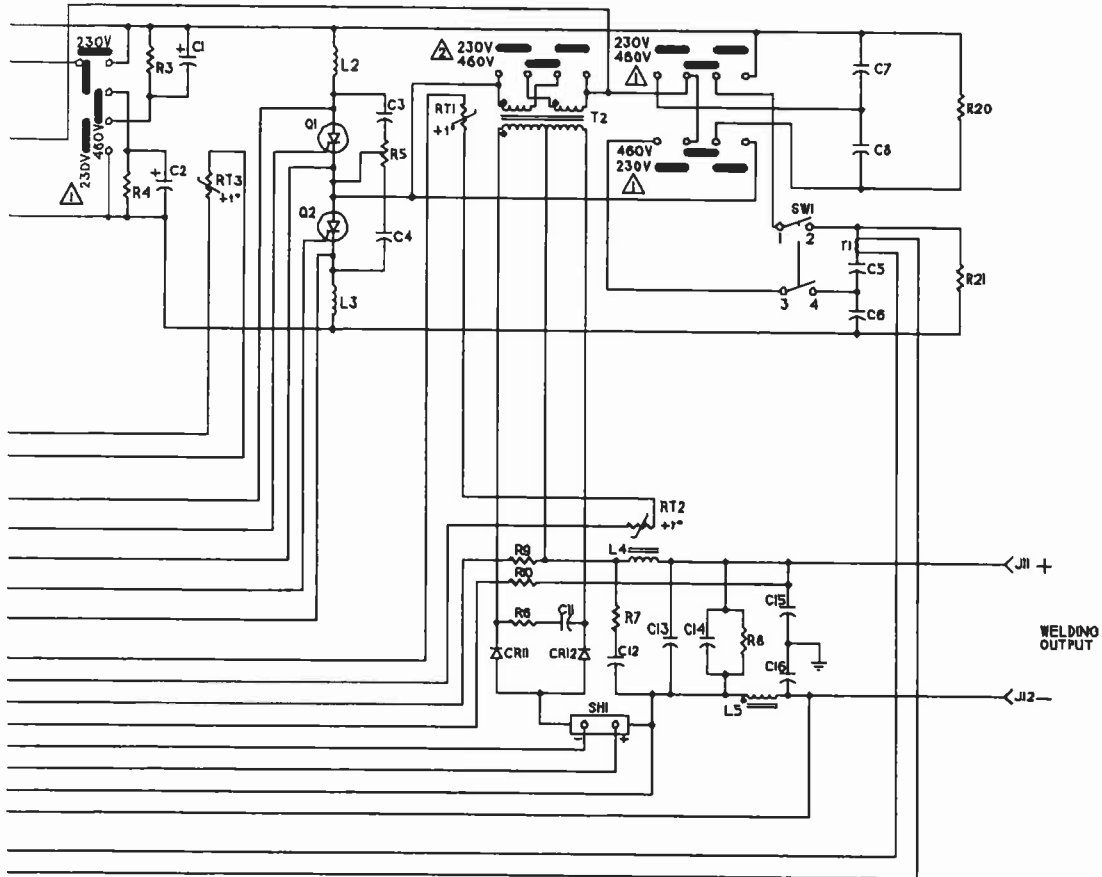 230V
C1
R3
L2
2 230V
460V
230V
460V
1
C7
R20
C3
RT1
+t°
T2
Q1
R5
460V
230V
1
C8
460V
230V
1
C2
R4
RT3
+t°
Q2
C4
SW1
1 2
T1
C5
R21
3 4
C6
L3
RT2
+t°
R9
L4
J11 +
R10
R6
C11
R7
C13
C14
R8
C15
WELDING
OUTPUT
CR11
CR12
C12
C16
L5
J12 -
SH1
- +